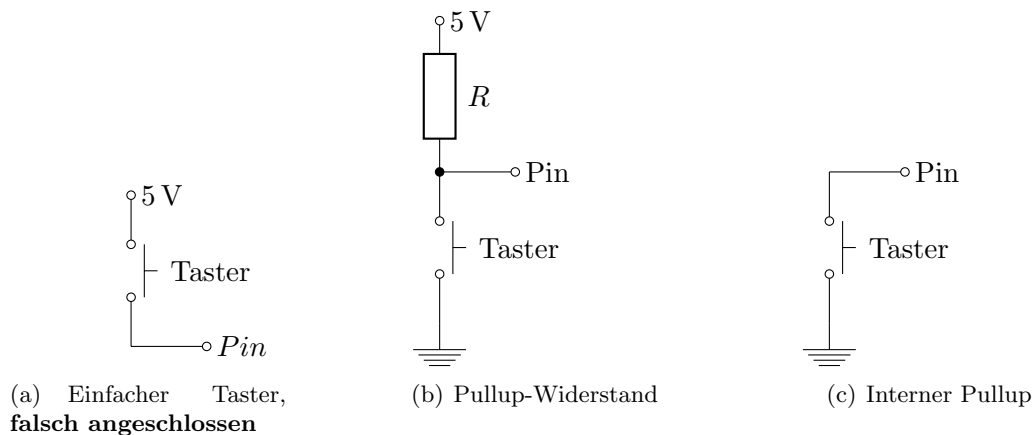 5 V
R
Pin
Taster
5 V
Taster
Pin
Pin
Taster
(a) Einfacher Taster,
falsch angeschlossen
(b) Pullup-Widerstand
(c) Interner Pullup